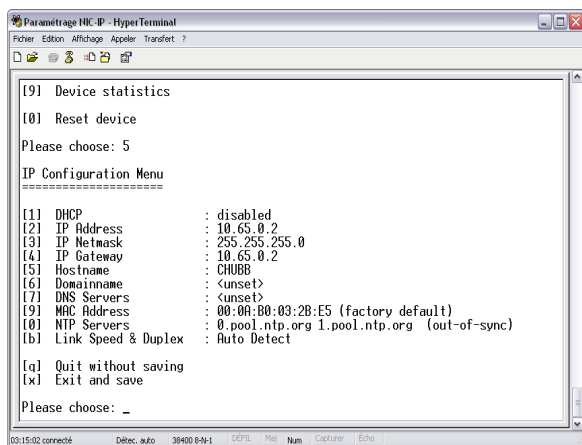 Paramétrage NIC-IP - HyperTerminal
Fichier Edition Affichage Appeler Transfert ?
[9] Device statistics
[0] Reset device
Please choose: 5
IP Configuration Menu
=====================
[1] DHCP : disabled
[2] IP Address : 10.65.0.2
[3] IP Netmask : 255.255.255.0
[4] IP Gateway : 10.65.0.2
[5] Hostname : CHUBB
[6] Domainname : <unset>
[7] DNS Servers : <unset>
[9] MAC Address : 00:0A:B0:03:2B:E5 (factory default)
[0] NTP Servers : 0.pool.ntp.org 1.pool.ntp.org (out-of-sync)
[b] Link Speed & Duplex : Auto Detect
[q] Quit without saving
[x] Exit and save
Please choose: _
03:15:02 connecté Détec. auto 38400 8-N-1 DÉFIL Maj Num Capturer Écho